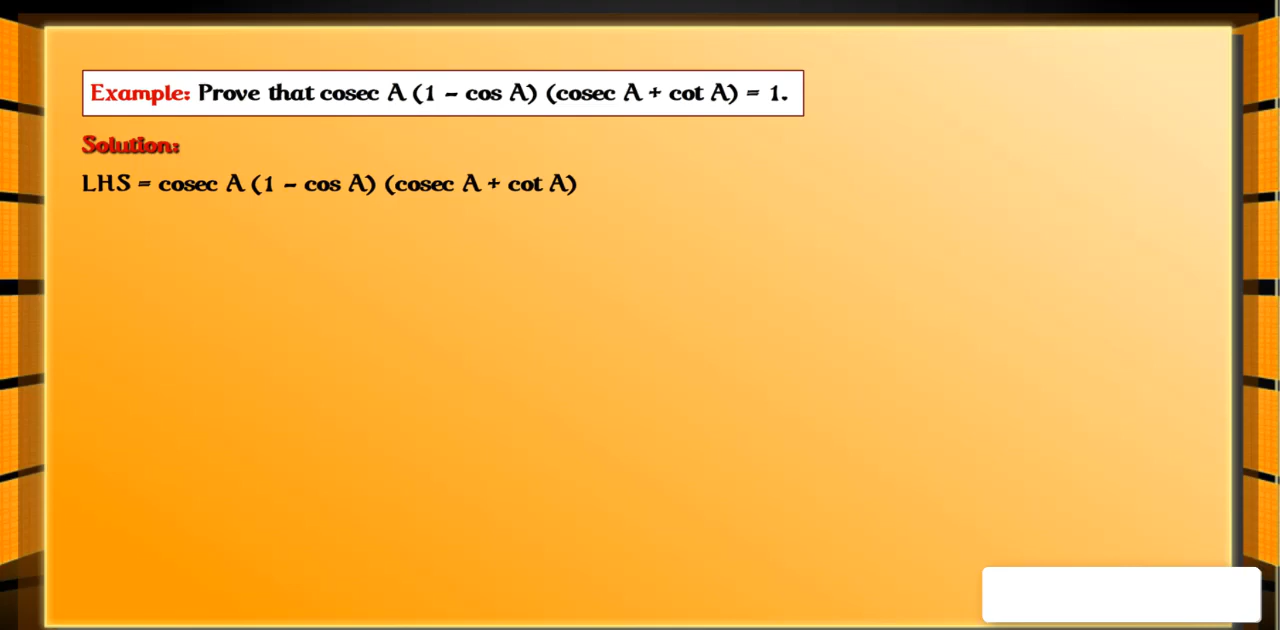 Example: Prove that cosec A (1 – cos A) (cosec A + cot A) = 1.
Solution:
LHS = cosec A (1 – cos A) (cosec A + cot A)